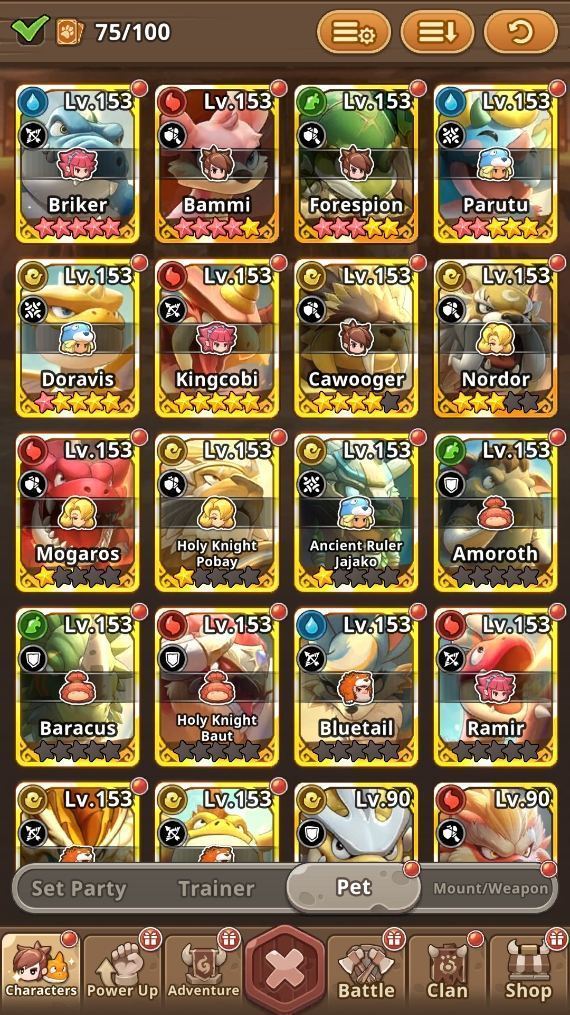 75/100
Lv.153 Lv.153 Lv.153 Lv.153
Briker Bammi Forespion Parutu
Lv.153 Lv.153 Lv.153 Lv.153
Doravis Kingcobi Cawooger Nordor
Lv.153 Lv.153 Lv.153 Lv.153
Mogaros
Holy Knight
Pobay
Ancient Ruler
Jajako
Amoroth
Lv.153 Lv.153 Lv.153 Lv.153
Baracus
Holy Knight
Baut
Bluetail
Ramir
Lv.153 Lv.153 Lv.90 Lv.90
Set Party Trainer Pet Mount/Weapon
Characters Power Up Adventure Battle Clan Shop